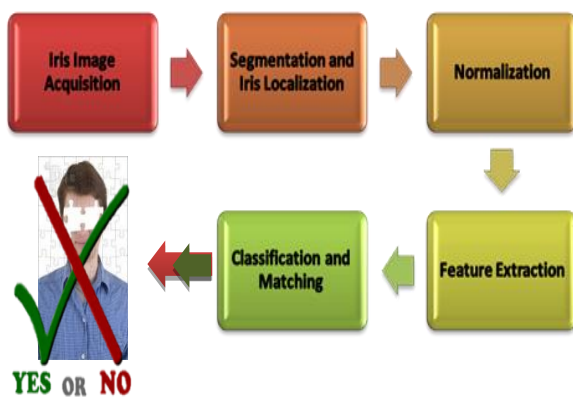 Iris Image
Acquisition
Segmentation and
Iris Localization
Normalization
Feature Extraction
Classification and
Matching
YES OR NO